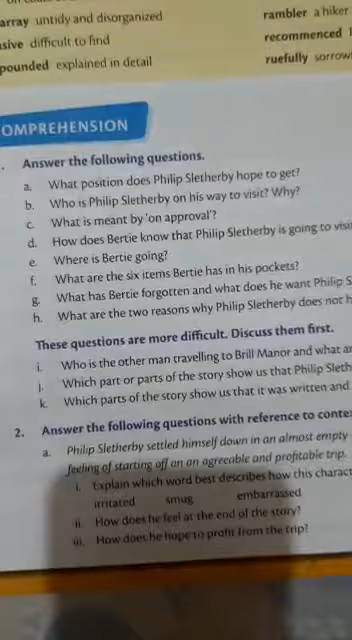 array untidy and disorganized
sive difficult to find
pounded explained in detail
rambler a hiker
recommenced
ruefully sorrow
OMPREHENSION
Answer the following questions.
a. What position does Philip Sletherby hope to get?
b. Who is Philip Sletherby on his way to visit? Why?
c. What is meant by 'on approval'?
d. How does Bertie know that Philip Sletherby is going to visi
e. Where is Bertie going?
f. What are the six items Bertie has in his pockets?
g. What has Bertie forgotten and what does he want Philip S
h. What are the two reasons why Philip Sletherby does not h
These questions are more difficult. Discuss them first.
i. Who is the other man travelling to Brill Manor and what ar
j. Which part or parts of the story show us that Philip Sleth
k. Which parts of the story show us that it was written and
2. Answer the following questions with reference to conte
a. Philip Sletherby settled himself down in an almost empty
feeling of starting off on an agreeable and profitable trip.
i. Explain which word best describes how this charact
irritated smug embarrassed
ii. How does he feel at the end of the story?
iii. How does he hope to profit from the trip?